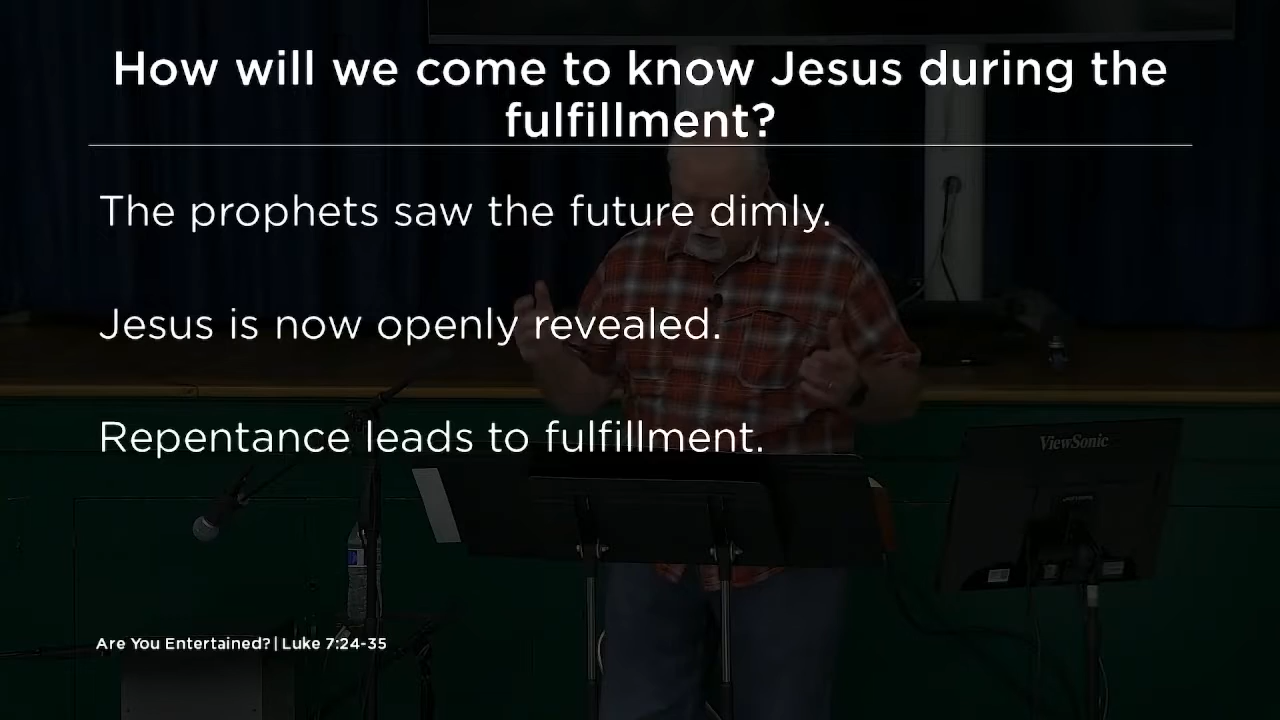 How will we come to know Jesus during the
fulfillment?
The prophets saw the future dimly.
Jesus is now openly revealed.
Repentance leads to fulfillment.
ViewSonic
Are You Entertained? | Luke 7:24-35